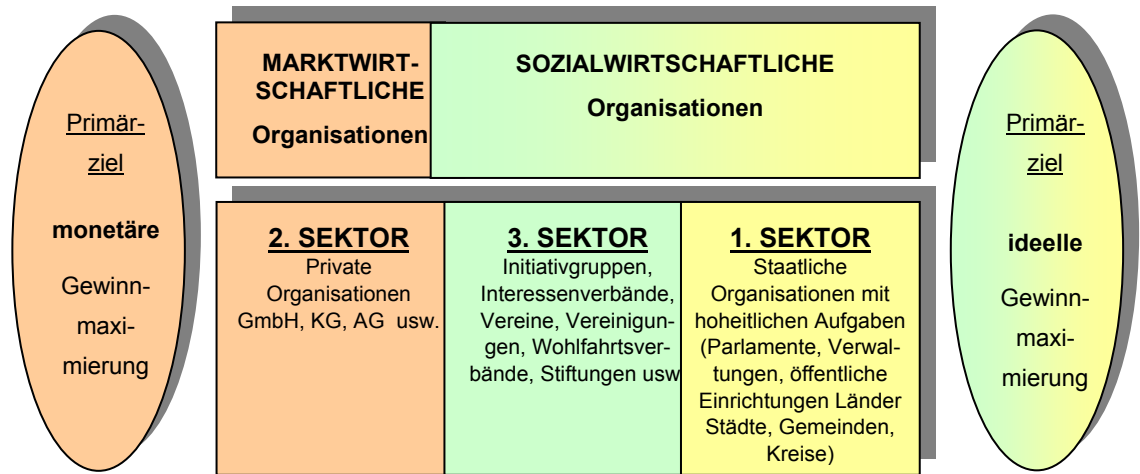 Primär-
ziel
monetäre
Gewinn-
maxi-
mierung
MARKTWIRT-
SCHAFTLICHE
Organisationen
SOZIALWIRTSCHAFTLICHE
Organisationen
2. SEKTOR
Private
Organisationen
GmbH, KG, AG usw.
3. SEKTOR
Initiativgruppen,
Interessenverbände,
Vereine, Vereinigun-
gen, Wohlfahrtsver-
bände, Stiftungen usw
1. SEKTOR
Staatliche
Organisationen mit
hoheitlichen Aufgaben
(Parlamente, Verwal-
tungen, öffentliche
Einrichtungen Länder
Städte, Gemeinden,
Kreise)
Primär-
ziel
ideelle
Gewinn-
maxi-
mierung